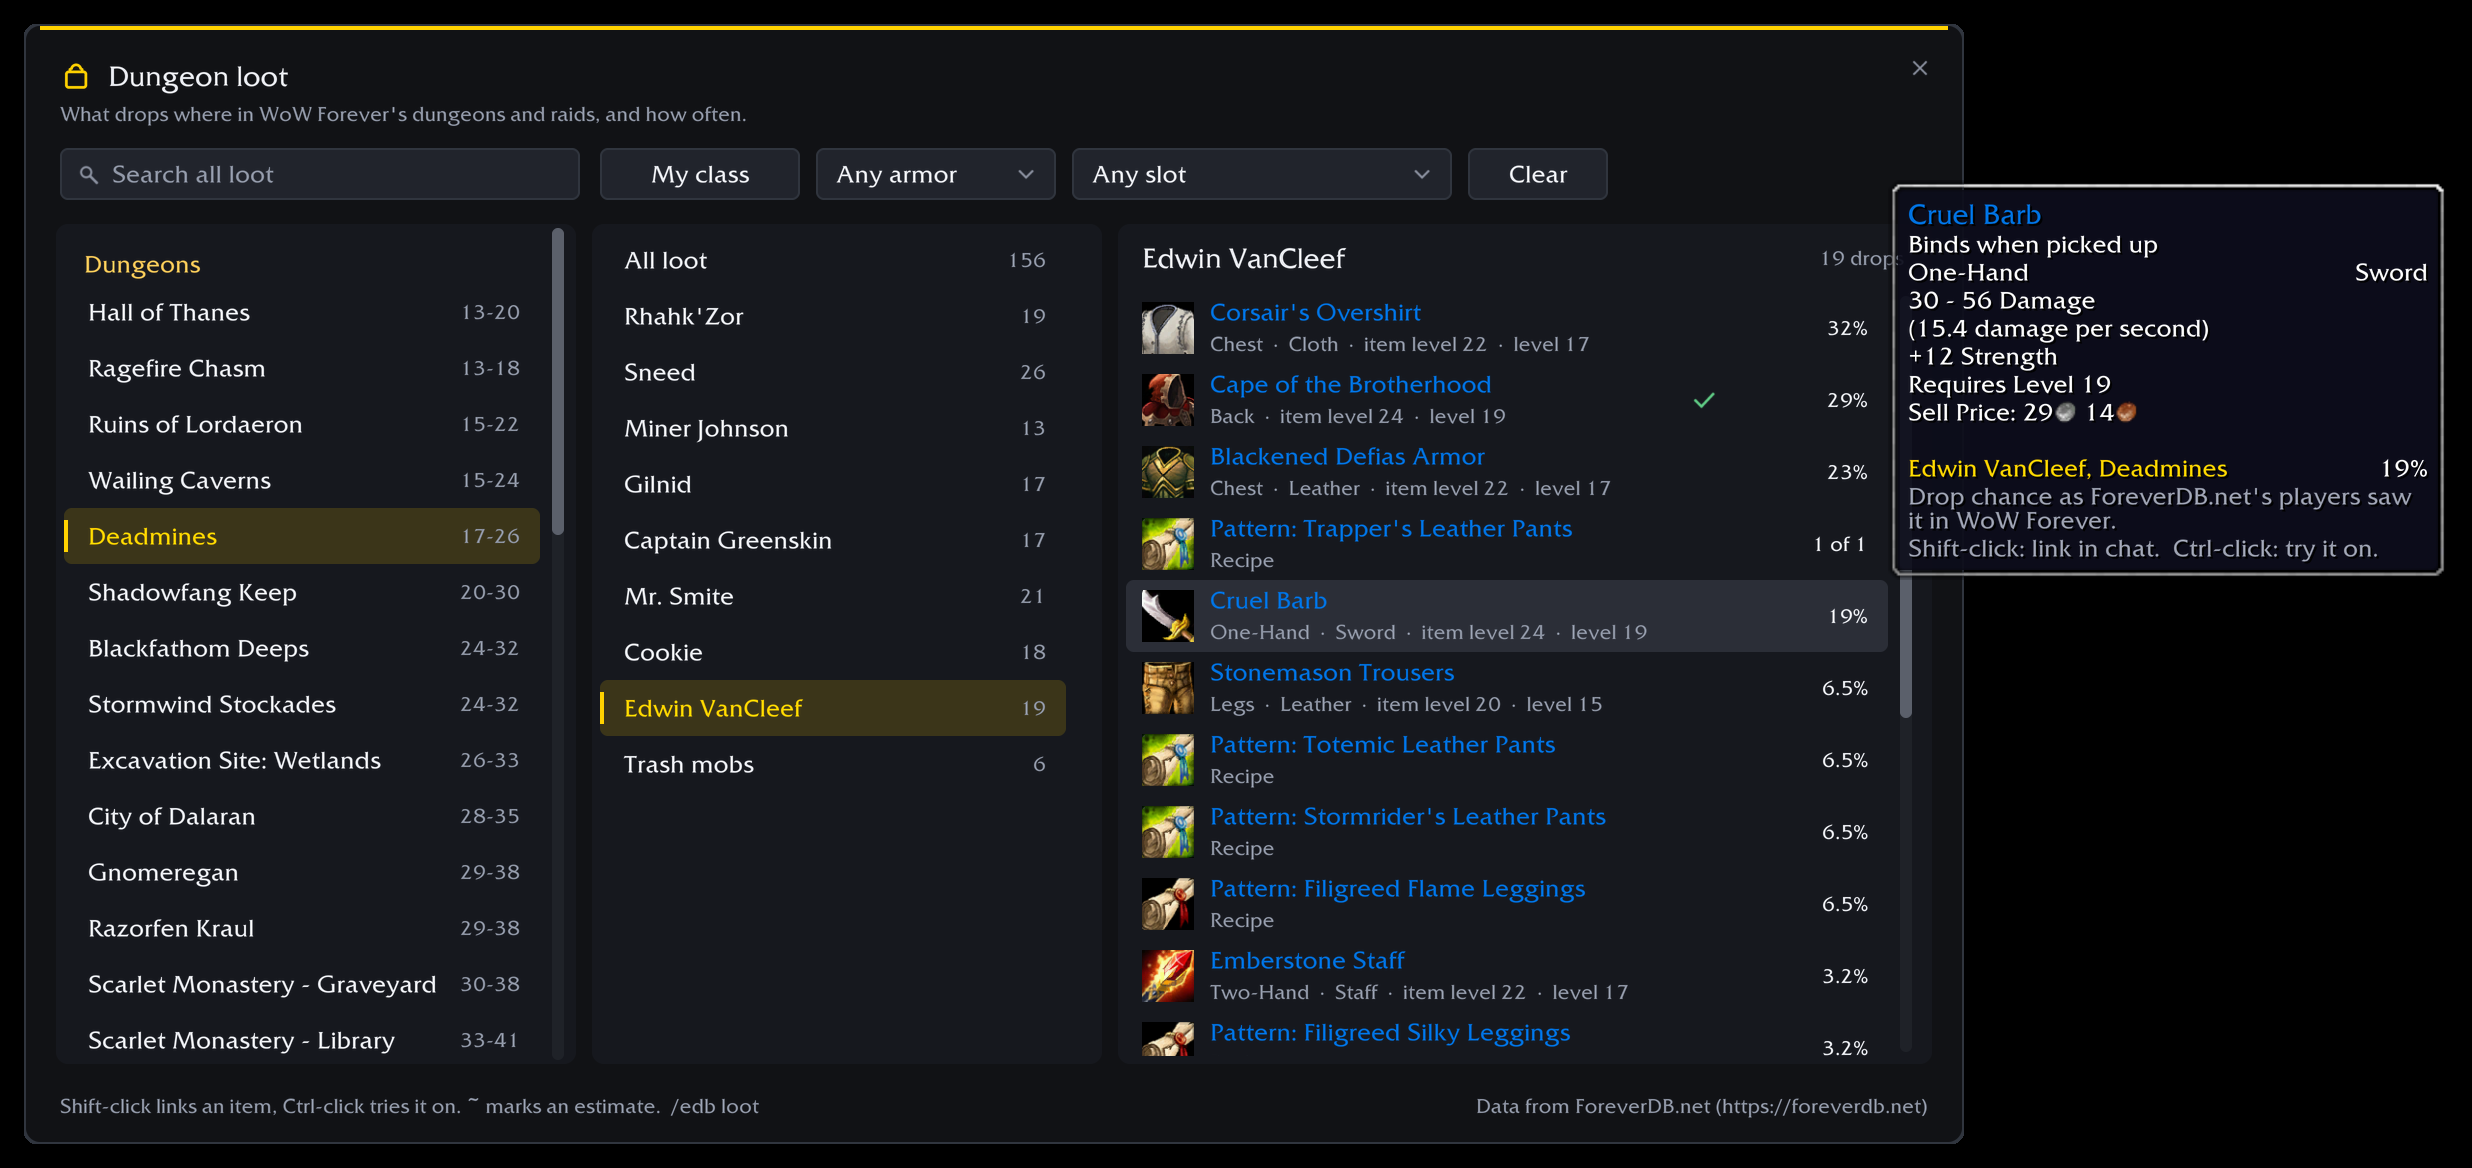 Dungeon loot
What drops where in WoW Forever's dungeons and raids, and how often.
Search all loot
My class
Any armor
Any slot
Clear
Dungeons
Hall of Thanes 13-20
Ragefire Chasm 13-18
Ruins of Lordaeron 15-22
Wailing Caverns 15-24
Deadmines 17-26
Shadowfang Keep 20-30
Blackfathom Deeps 24-32
Stormwind Stockades 24-32
Excavation Site: Wetlands 26-33
City of Dalaran 28-35
Gnomeregan 29-38
Razorfen Kraul 29-38
Scarlet Monastery - Graveyard 30-38
Scarlet Monastery - Library 33-41
All loot 156
Rhahk'Zor 19
Sneed 26
Miner Johnson 13
Gilnid 17
Captain Greenskin 17
Mr. Smite 21
Cookie 18
Edwin VanCleef 19
Trash mobs 6
Edwin VanCleef 19 drops
Corsair's Overshirt
Chest · Cloth · item level 22 · level 17
32%
Cape of the Brotherhood
Back · item level 24 · level 19
29%
Blackened Defias Armor
Chest · Leather · item level 22 · level 17
23%
Pattern: Trapper's Leather Pants
Recipe
1 of 1
Cruel Barb
One-Hand · Sword · item level 24 · level 19
19%
Stonemason Trousers
Legs · Leather · item level 20 · level 15
6.5%
Pattern: Totemic Leather Pants
Recipe
6.5%
Pattern: Stormrider's Leather Pants
Recipe
6.5%
Pattern: Filigreed Flame Leggings
Recipe
6.5%
Emberstone Staff
Two-Hand · Staff · item level 22 · level 17
3.2%
Pattern: Filigreed Silky Leggings
3.2%
Cruel Barb
Binds when picked up
One-Hand Sword
30 - 56 Damage
(15.4 damage per second)
+12 Strength
Requires Level 19
Sell Price: 29 14
Edwin VanCleef, Deadmines 19%
Drop chance as ForeverDB.net's players saw
it in WoW Forever.
Shift-click: link in chat. Ctrl-click: try it on.
Shift-click links an item, Ctrl-click tries it on. ~ marks an estimate. /edb loot
Data from ForeverDB.net (https://foreverdb.net)